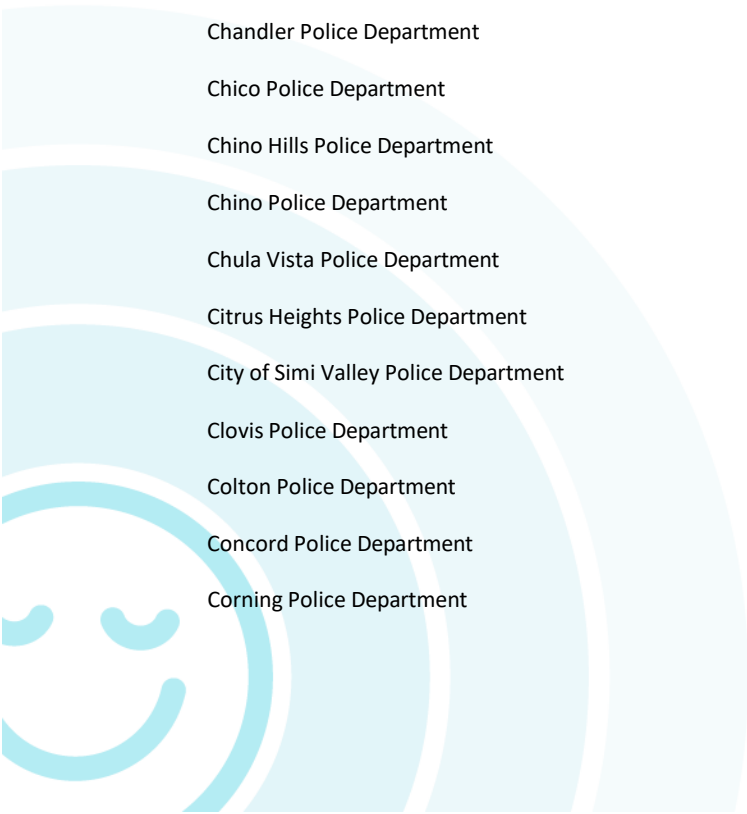 Chandler Police Department
Chico Police Department
Chino Hills Police Department
Chino Police Department
Chula Vista Police Department
Citrus Heights Police Department
City of Simi Valley Police Department
Clovis Police Department
Colton Police Department
Concord Police Department
Corning Police Department